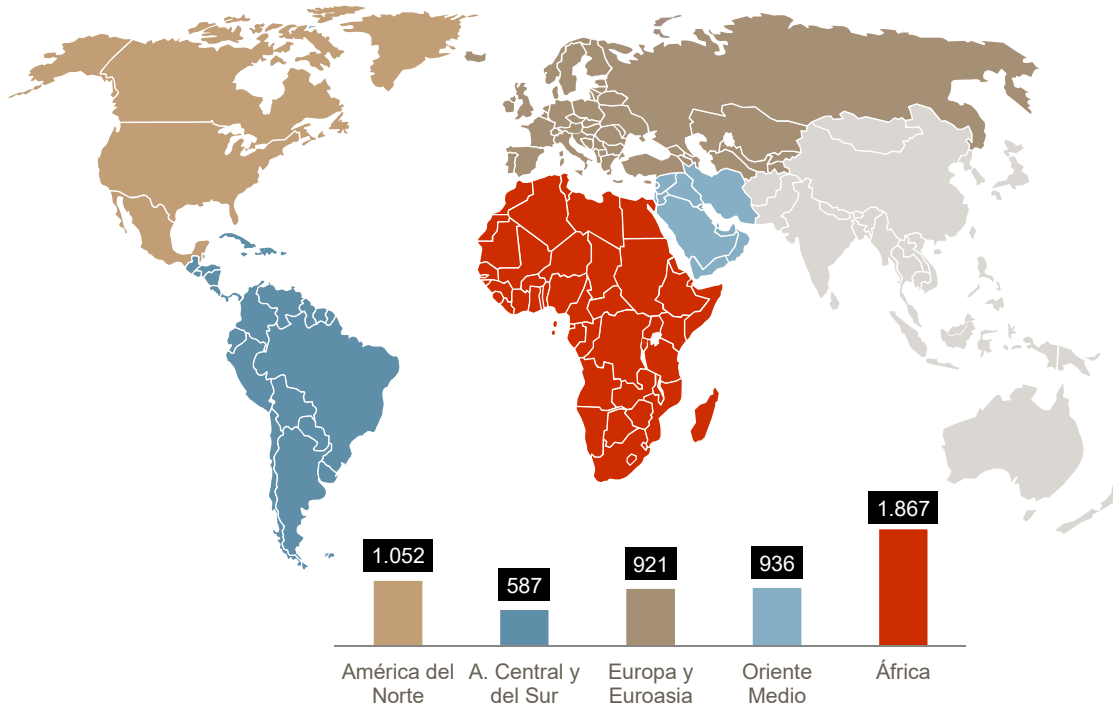 1.052
587
921
936
1.867
América del
Norte
A. Central y
del Sur
Europa y
Euroasia
Oriente
Medio
África